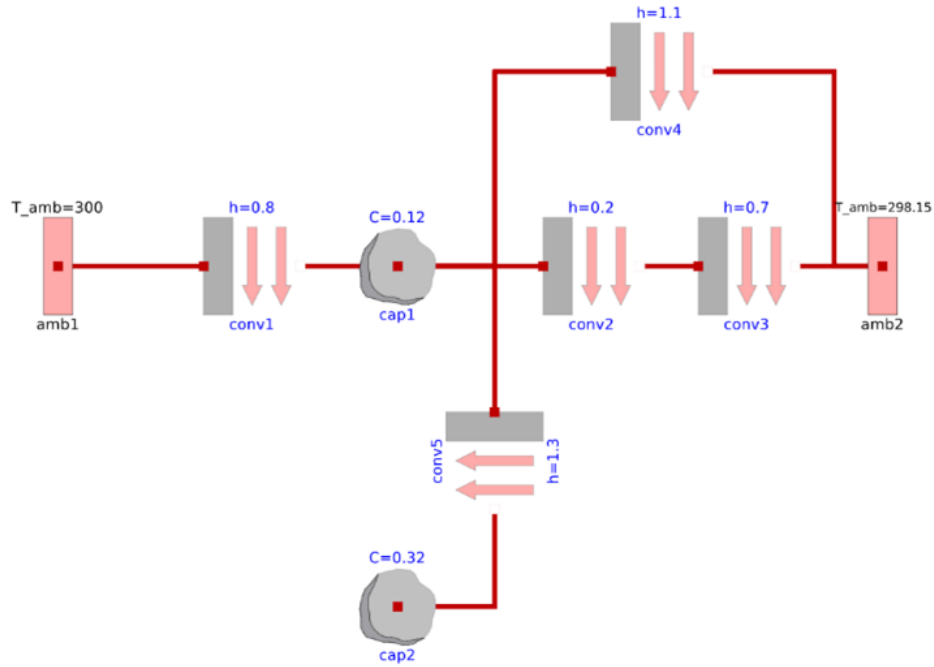 h=1.1
conv4
T_amb=300
h=0.8
C=0.12
h=0.2
h=0.7
T_amb=298.15
amb1
conv1
cap1
conv2
conv3
amb2
conv5
h=1.3
C=0.32
cap2